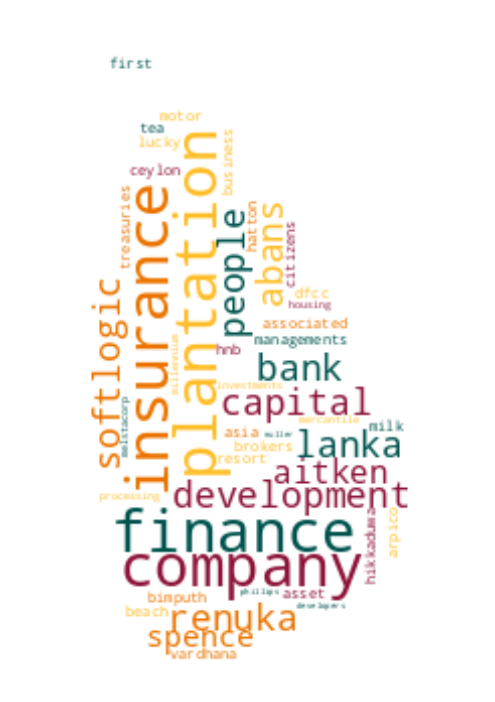 first
motor
tea
lucky
business
ceylon
treasuries
insurance
plantation
people
hatton
abans
citizens
softlogic
dfcc
housing
associated
managements
hnb
millennium
bank
investments
capital
melstacorp
mercantile
milk
asia
muller
lanka
brokers
resort
aitken
processing
development
finance
hikkaduwa
arpico
company
phillips
asset
bimputh
developers
beach
renuka
spence
vardhana